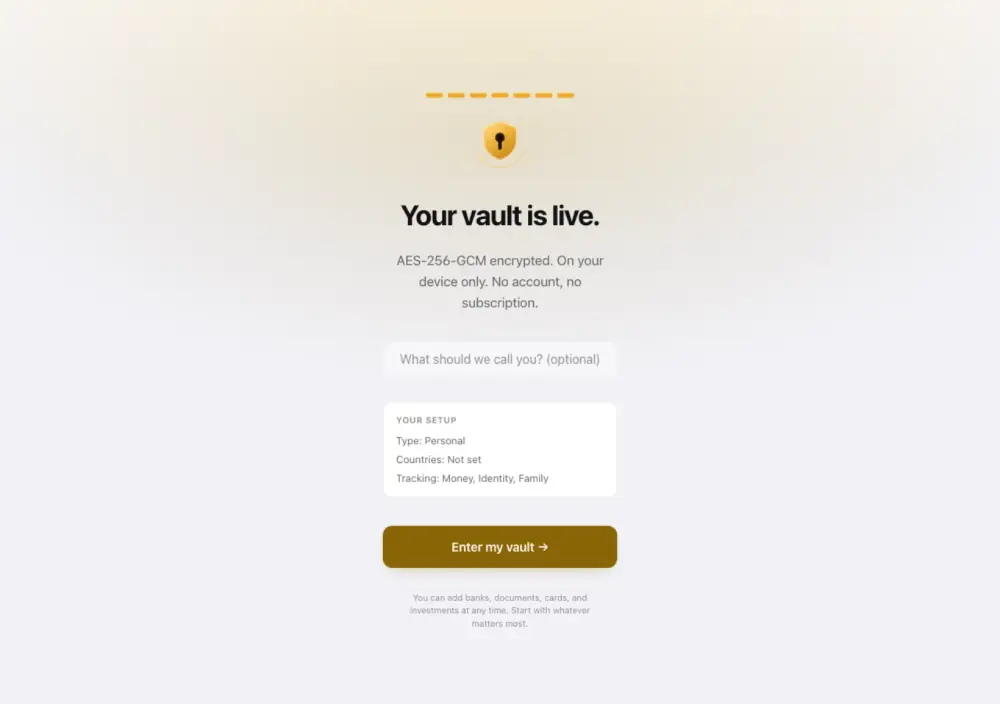 Your vault is live.
AES-256-GCM encrypted. On your
device only. No account, no
subscription.
What should we call you? (optional)
YOUR SETUP
Type: Personal
Countries: Not set
Tracking: Money, Identity, Family
Enter my vault →
You can add banks, documents, cards, and
investments at any time. Start with whatever
matters most.